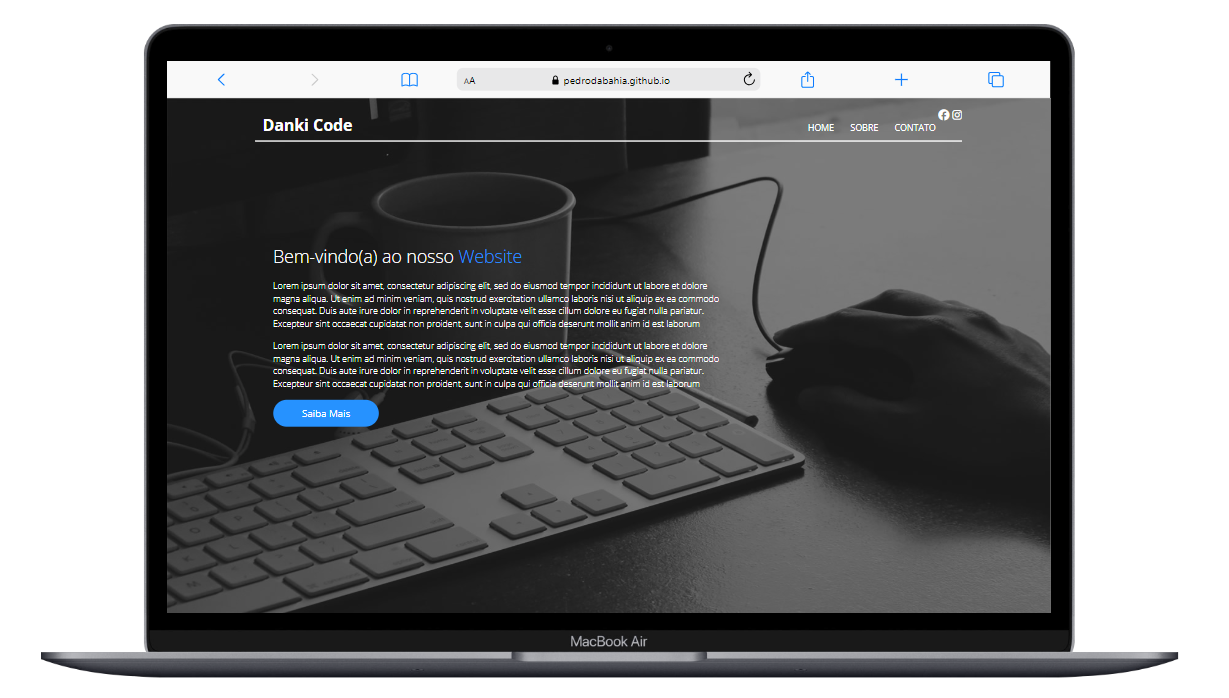 AA
pedrodabahia.github.io
Danki Code
HOME SOBRE CONTATO
Bem-vindo(a) ao nosso Website
Lorem ipsum dolor sit amet, consectetur adipiscing elit, sed do eiusmod tempor incididunt ut labore et dolore
magna aliqua. Ut enim ad minim veniam, quis nostrud exercitation ullamco laboris nisi ut aliquip ex ea commodo
consequat. Duis aute irure dolor in reprehenderit in voluptate velit esse cillum dolore eu fugiat nulla pariatur.
Excepteur sint occaecat cupidatat non proident, sunt in culpa qui officia deserunt mollit anim id est laborum
Lorem ipsum dolor sit amet, consectetur adipiscing elit, sed do eiusmod tempor incididunt ut labore et dolore
magna aliqua. Ut enim ad minim veniam, quis nostrud exercitation ullamco laboris nisi ut aliquip ex ea commodo
consequat. Duis aute irure dolor in reprehenderit in voluptate velit esse cillum dolore eu fugiat nulla pariatur.
Excepteur sint occaecat cupidatat non proident, sunt in culpa qui officia deserunt mollit anim id est laborum
Saiba Mais
MacBook Air